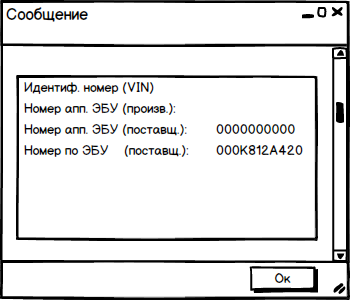 Сообщение
Идентиф. номер (VIN)
Номер апп. ЭБУ (произв.):
Номер апп. ЭБУ (поставщ.): 0000000000
Номер по ЭБУ (поставщ.): 000K812A420
Ок